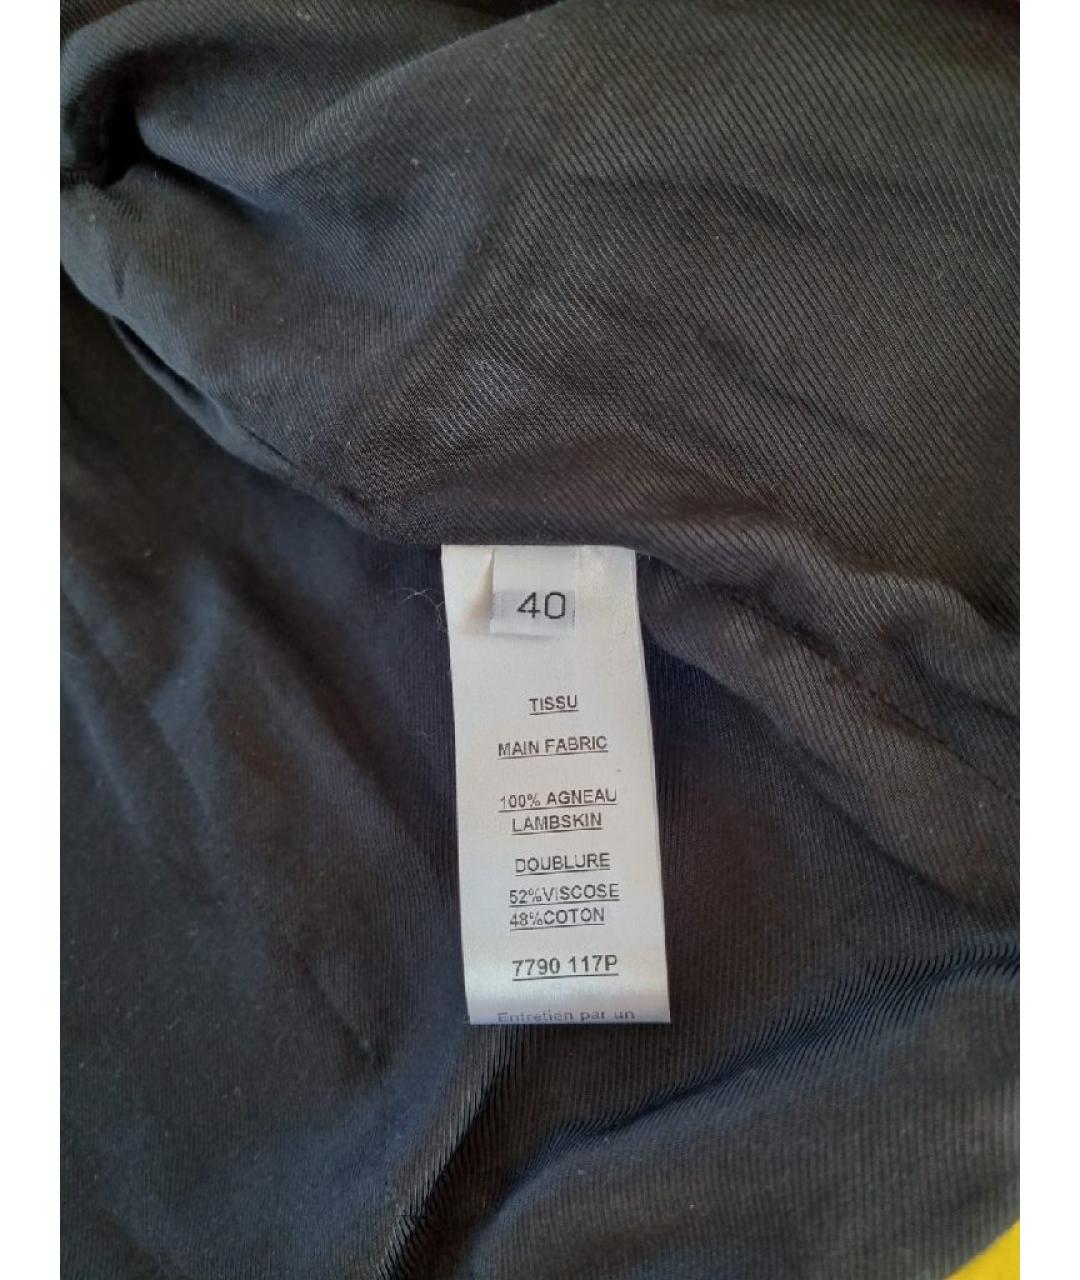 40
TISSU
MAIN FABRIC
100% AGNEAU
LAMBSKIN
DOUBLURE
52%VISCOSE
48%COTON
7790 117P
Entretien par un